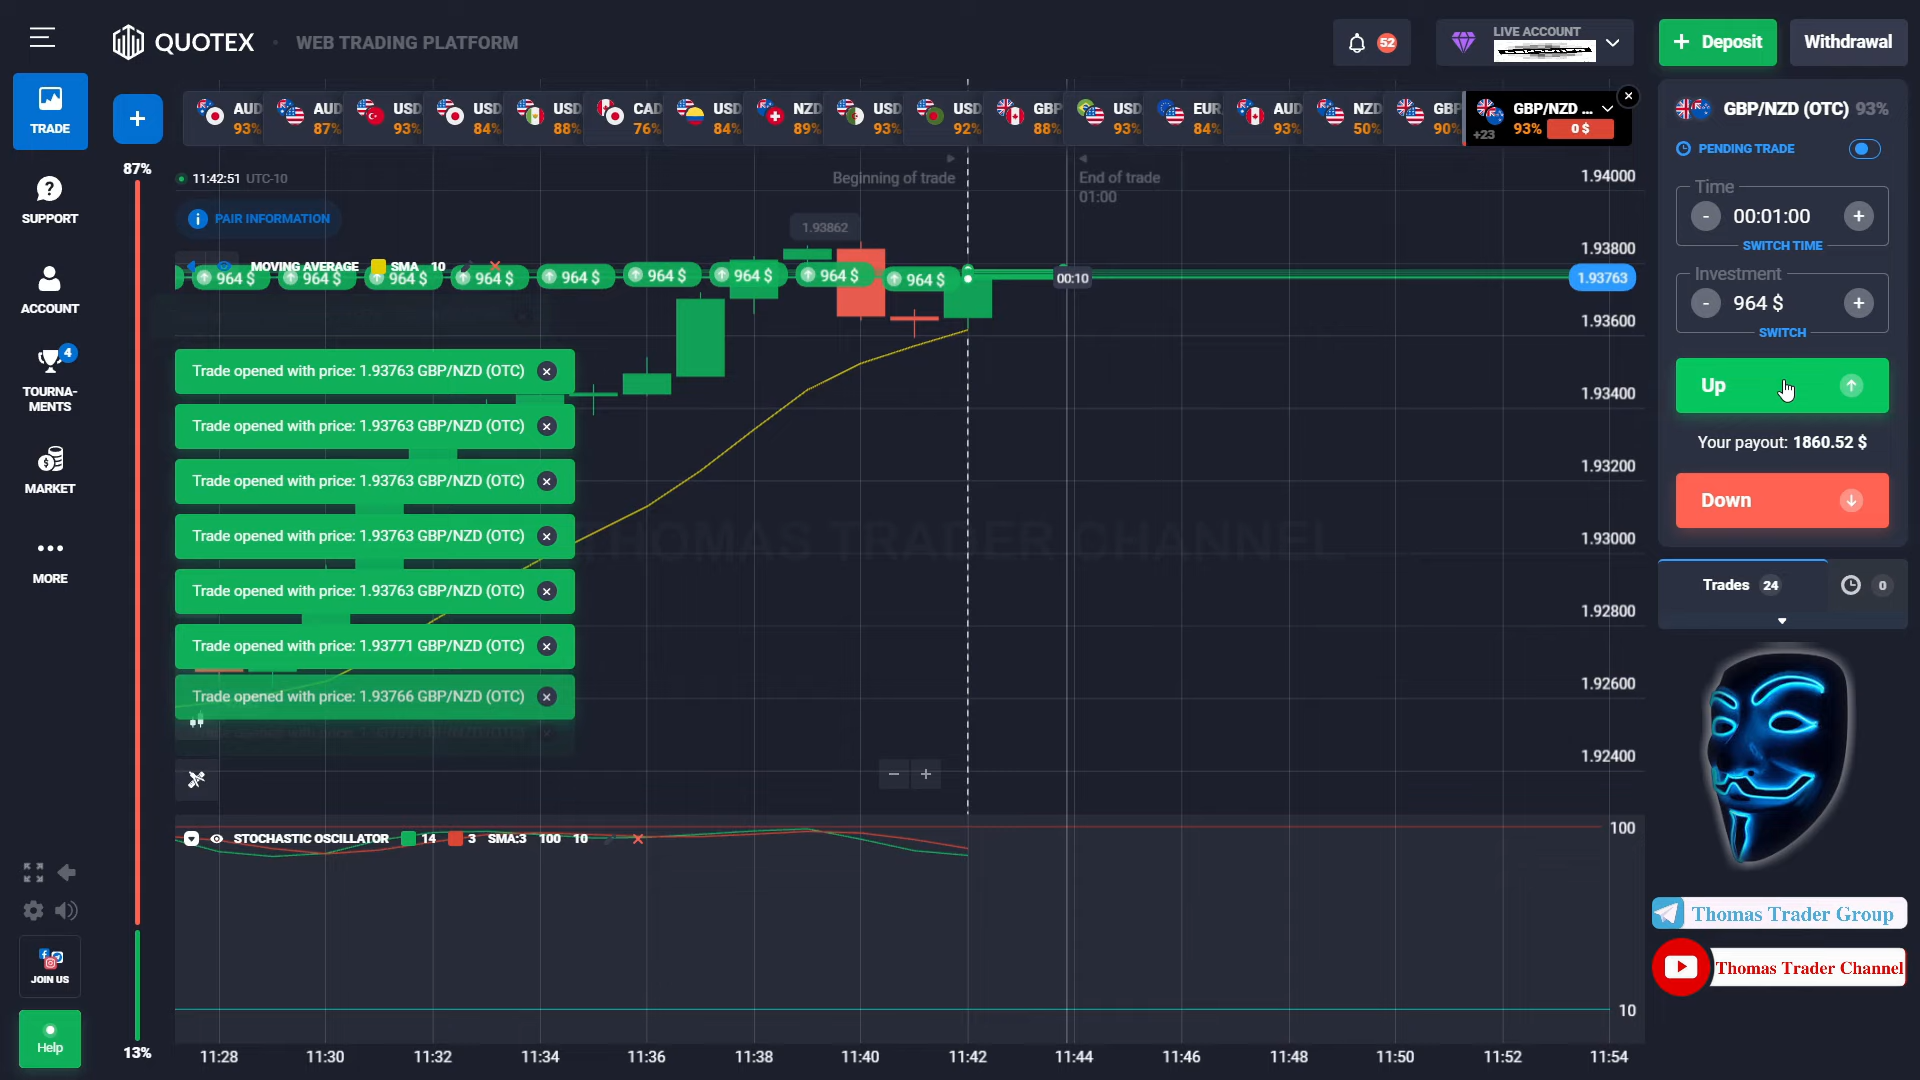 QUOTEX
WEB TRADING PLATFORM
52
LIVE ACCOUNT
+ Deposit
Withdrawal
TRADE
SUPPORT
ACCOUNT
4
TOURNA-
MENTS
MARKET
MORE
JOIN US
Help
87%
13%
+
AUD
93%
AUD
87%
USD
93%
USD
84%
USD
88%
CAD
76%
USD
84%
NZD
89%
USD
93%
USD
92%
GBP
88%
USD
93%
EUR
84%
AUD
93%
NZD
50%
GBP
90%
+23
GBP/NZD ...
93%
0 $
11:42:51 UTC-10
PAIR INFORMATION
Beginning of trade
End of trade
01:00
1.93862
MOVING AVERAGE SMA 10
964 $
964 $
964 $
964 $
964 $
964 $
964 $
964 $
964 $
00:10
1.93763
Trade opened with price: 1.93763 GBP/NZD (OTC)
Trade opened with price: 1.93763 GBP/NZD (OTC)
Trade opened with price: 1.93763 GBP/NZD (OTC)
Trade opened with price: 1.93763 GBP/NZD (OTC)
Trade opened with price: 1.93763 GBP/NZD (OTC)
Trade opened with price: 1.93771 GBP/NZD (OTC)
Trade opened with price: 1.93766 GBP/NZD (OTC)
THOMAS TRADER CHANNEL
1.94000
1.93800
1.93600
1.93400
1.93200
1.93000
1.92800
1.92600
1.92400
- +
STOCHASTIC OSCILLATOR 14 3 SMA:3 100 10
100
10
11:28 11:30 11:32 11:34 11:36 11:38 11:40 11:42 11:44 11:46 11:48 11:50 11:52 11:54
GBP/NZD (OTC) 93%
PENDING TRADE
Time
- 00:01:00 +
SWITCH TIME
Investment
- 964 $ +
SWITCH
Up
Your payout: 1860.52 $
Down
Trades 24
0
Thomas Trader Group
Thomas Trader Channel